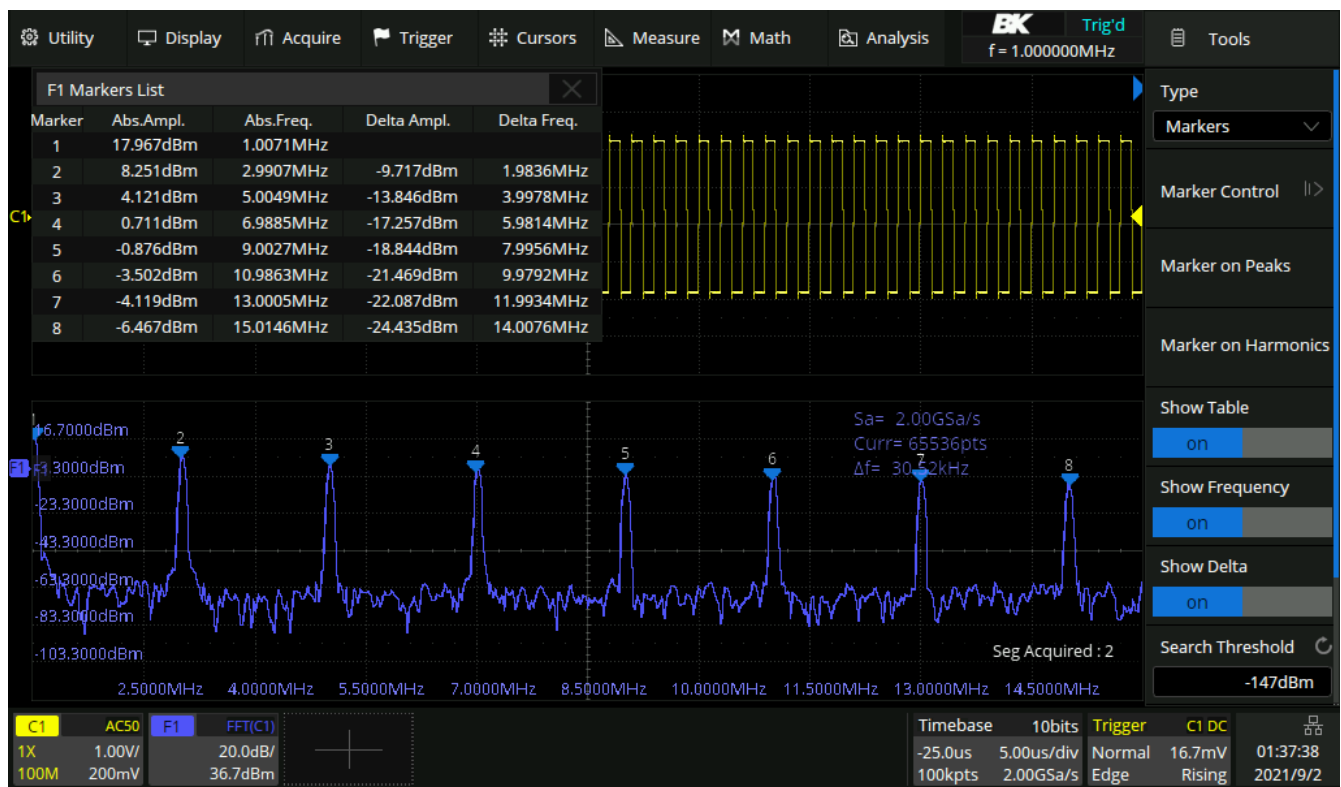 Utility Display Acquire Trigger Cursors Measure Math Analysis BK Trig'd Tools
f = 1.000000MHz
F1 Markers List
Marker Abs.Ampl. Abs.Freq. Delta Ampl. Delta Freq.
1 17.967dBm 1.0071MHz
2 8.251dBm 2.9907MHz -9.717dBm 1.9836MHz
3 4.121dBm 5.0049MHz -13.846dBm 3.9978MHz
4 0.711dBm 6.9885MHz -17.257dBm 5.9814MHz
5 -0.876dBm 9.0027MHz -18.844dBm 7.9956MHz
6 -3.502dBm 10.9863MHz -21.469dBm 9.9792MHz
7 -4.119dBm 13.0005MHz -22.087dBm 11.9934MHz
8 -6.467dBm 15.0146MHz -24.435dBm 14.0076MHz
C1
Type
Markers
Marker Control
Marker on Peaks
Marker on Harmonics
Show Table
on
Show Frequency
on
Show Delta
on
Search Threshold
-147dBm
Sa= 2.00GSa/s
Curr= 65536pts
Δf= 30.52kHz
1 2 3 4 5 6 7 8
16.7000dBm
F1 -3.3000dBm
-23.3000dBm
-43.3000dBm
-63.3000dBm
-83.3000dBm
-103.3000dBm
Seg Acquired : 2
2.5000MHz 4.0000MHz 5.5000MHz 7.0000MHz 8.5000MHz 10.0000MHz 11.5000MHz 13.0000MHz 14.5000MHz
C1 AC50 F1 FFT(C1) Timebase 10bits Trigger C1 DC
1X 1.00V/ 20.0dB/ -25.0us 5.00us/div Normal 16.7mV 01:37:38
100M 200mV 36.7dBm 100kpts 2.00GSa/s Edge Rising 2021/9/2